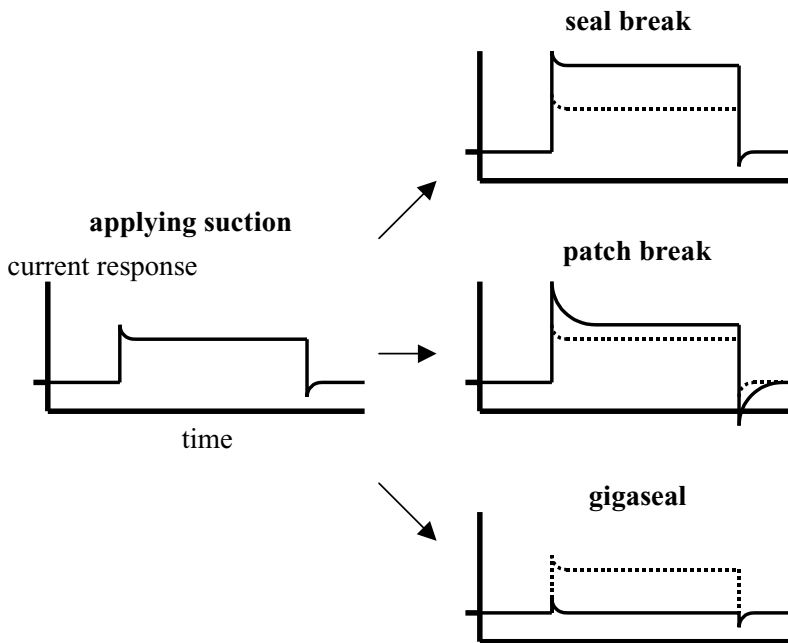 seal break
applying suction
current response
time
patch break
gigaseal